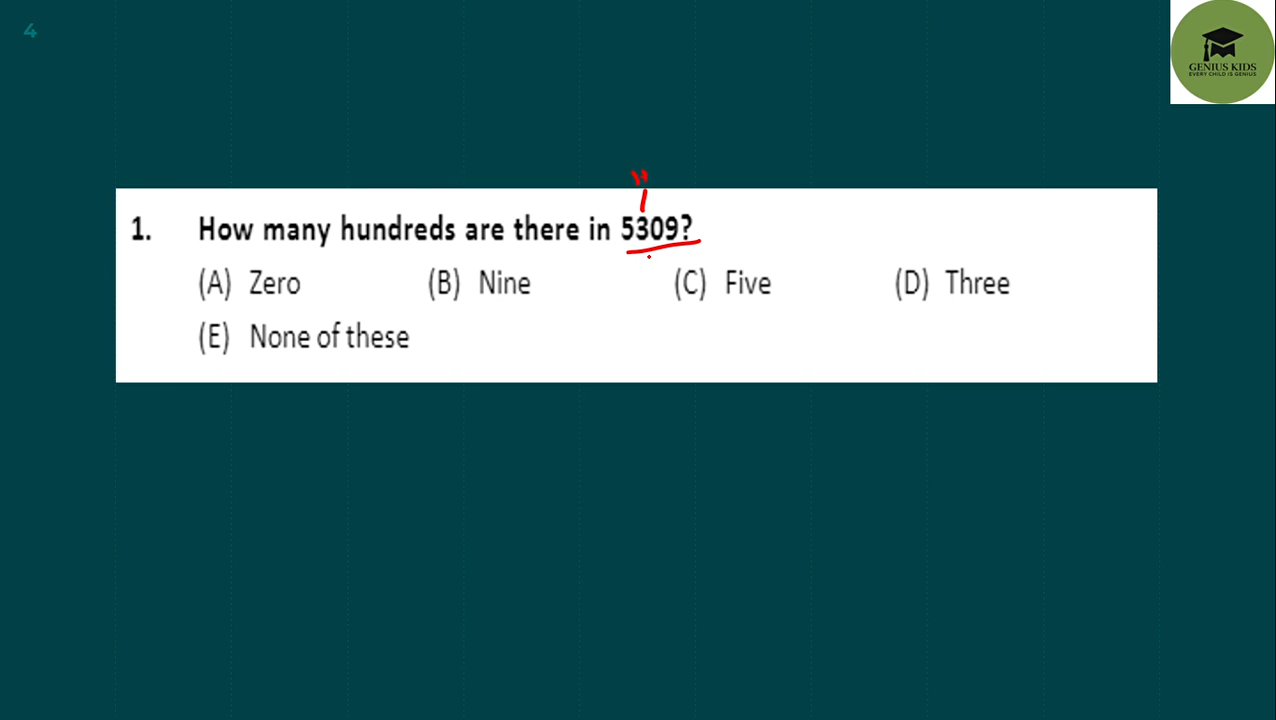 4
GENIUS KIDS
EVERY CHILD IS GENIUS
1. How many hundreds are there in 5309?
(A) Zero (B) Nine (C) Five (D) Three
(E) None of these